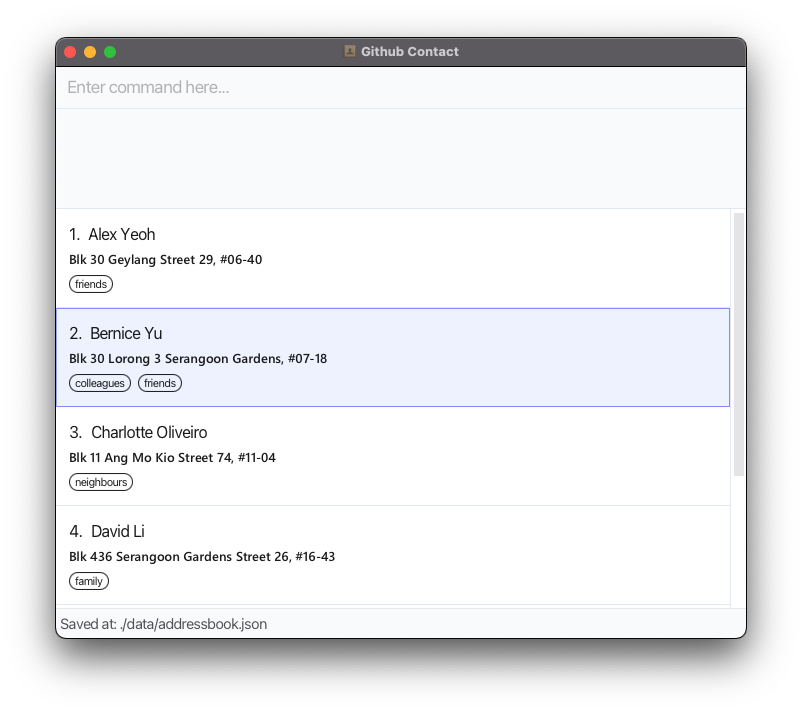 Github Contact
Enter command here...
1. Alex Yeoh
Blk 30 Geylang Street 29, #06-40
friends
2. Bernice Yu
Blk 30 Lorong 3 Serangoon Gardens, #07-18
colleagues friends
3. Charlotte Oliveiro
Blk 11 Ang Mo Kio Street 74, #11-04
neighbours
4. David Li
Blk 436 Serangoon Gardens Street 26, #16-43
family
Saved at: ./data/addressbook.json